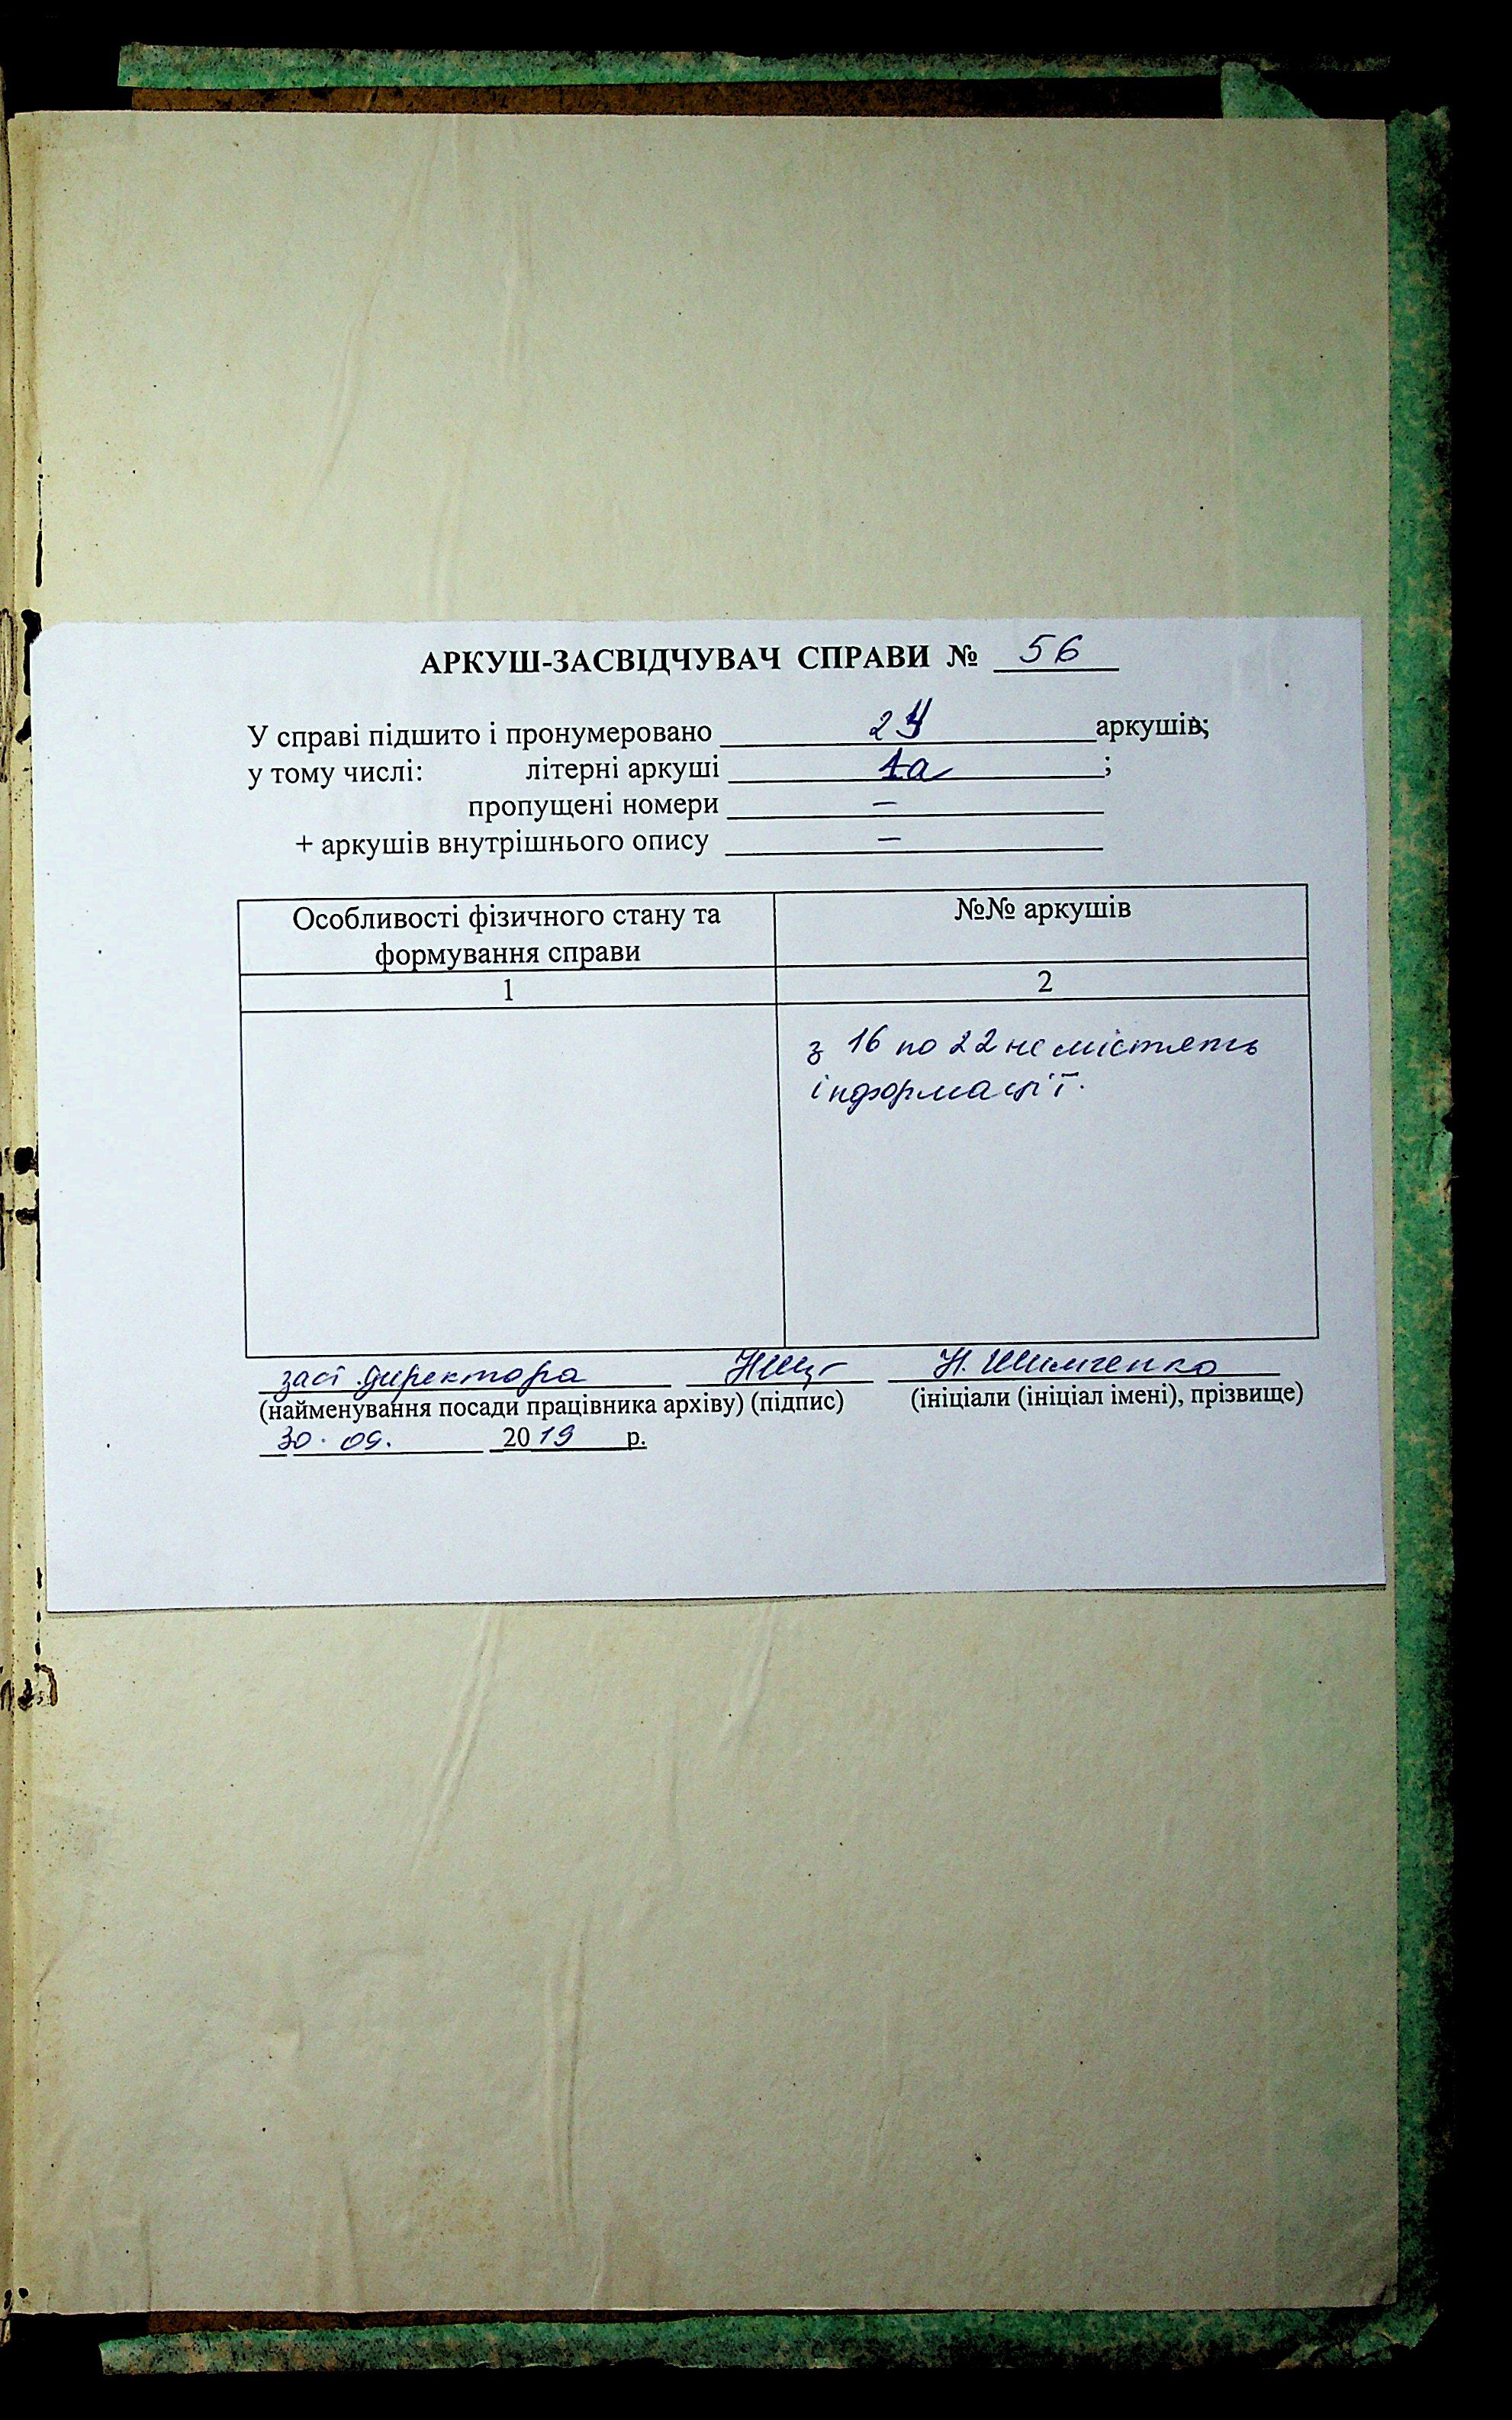 АРКУШ-ЗАСВІДЧУВАЧ СПРАВИ № 56
У справі підшито і пронумеровано 24 аркушів;
у тому числі: літерні аркуші 1а ;
пропущені номери –
+ аркушів внутрішнього опису –
Особливості фізичного стану та формування справи
№№ аркушів
1
2
з 16 по 22 не містять
інформації.
заст. директора Н. Шимченко
(найменування посади працівника архіву) (підпис) (ініціали (ініціал імені), прізвище)
30. 09. 2019 р.